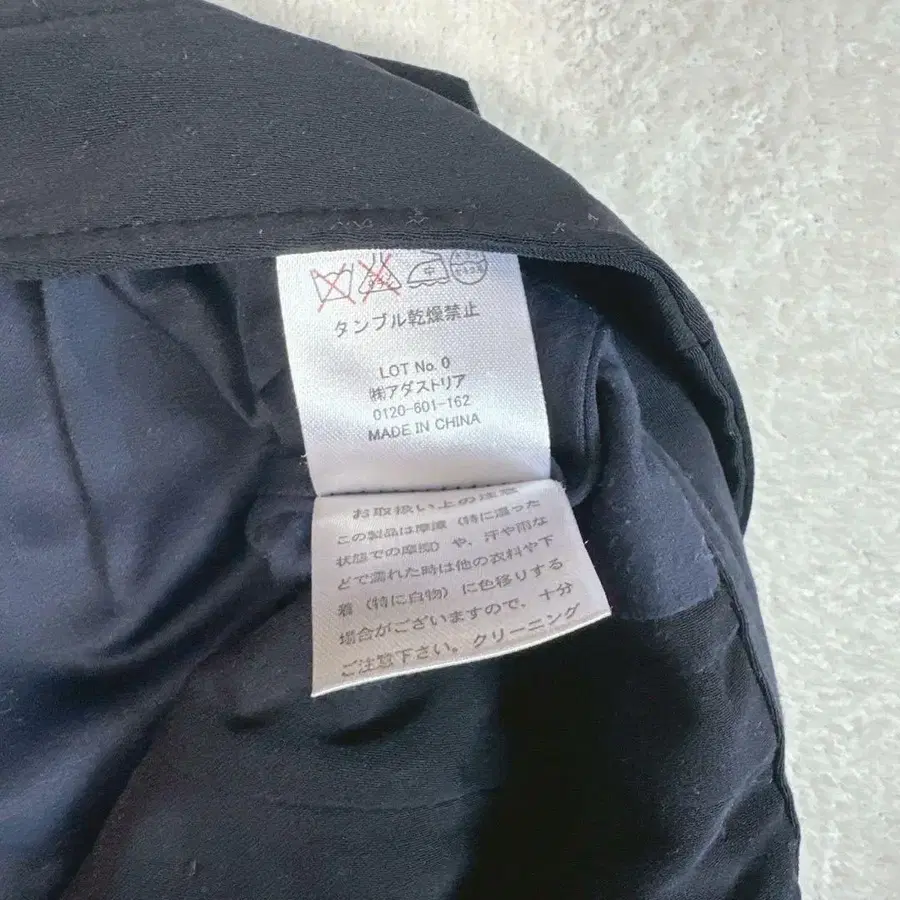 中
タンブル乾燥禁止
LOT No. 0
㈱アダストリア
0120-601-162
MADE IN CHINA
お取扱い上の注意
この製品は摩擦(特に湿った
状態での摩擦)や、汗や雨な
どで濡れた時は他の衣料や下
着(特に白物)に色移りする
場合がございますので、十分
ご注意下さい。クリーニング